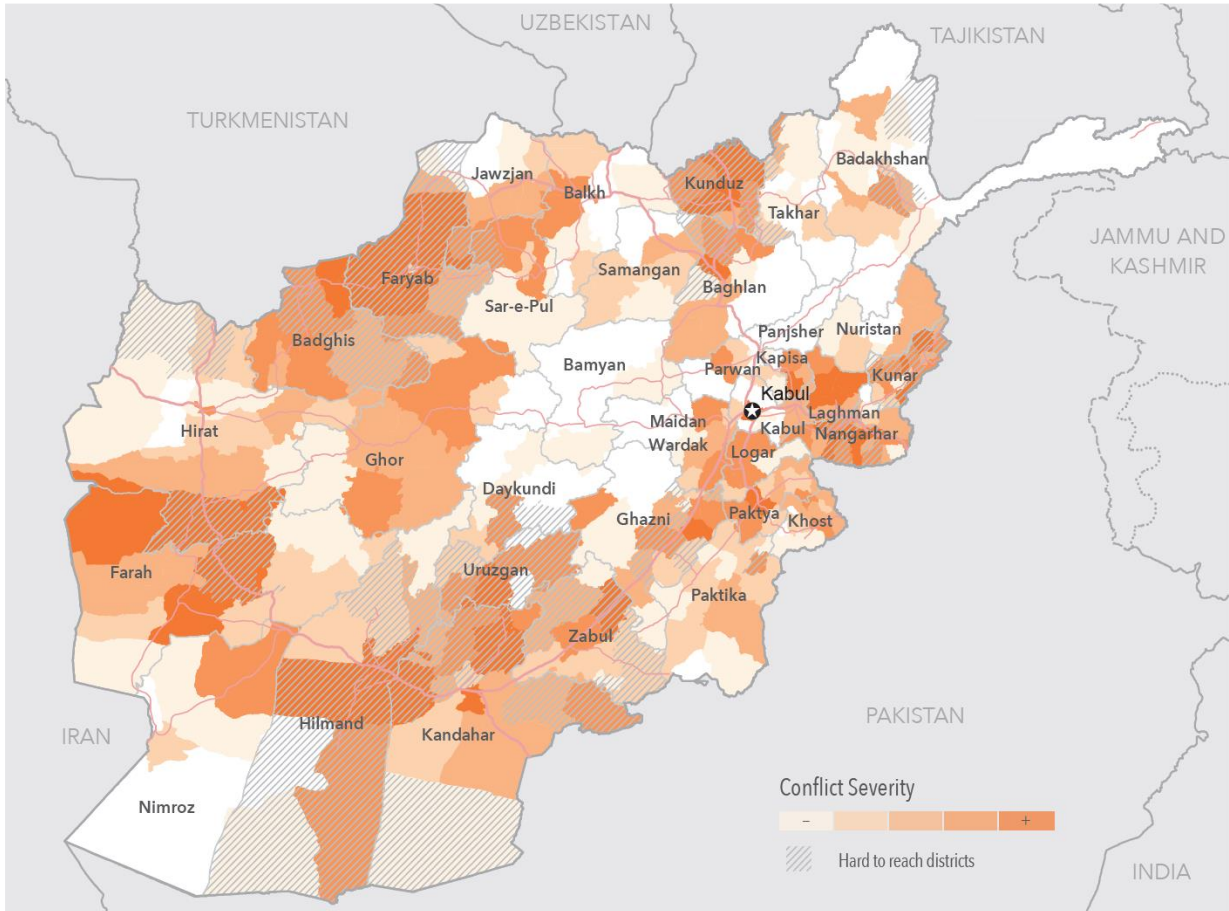 UZBEKISTAN
TAJIKISTAN
TURKMENISTAN
Jawzjan
Balkh
Kunduz
Badakhshan
Takhar
JAMMU AND
KASHMIR
Faryab
Samangan
Baghlan
Sar-e-Pul
Badghis
Panjsher
Nuristan
Bamyan
Kapisa
Parwan
Kunar
Kabul
Hirat
Maidan
Wardak
Kabul
Laghman
Nangarhar
Ghor
Logar
Daykundi
Ghazni
Paktya
Khost
Farah
Uruzgan
Paktika
Zabul
IRAN
Hilmand
Kandahar
PAKISTAN
Nimroz
Conflict Severity
– +
Hard to reach districts
INDIA